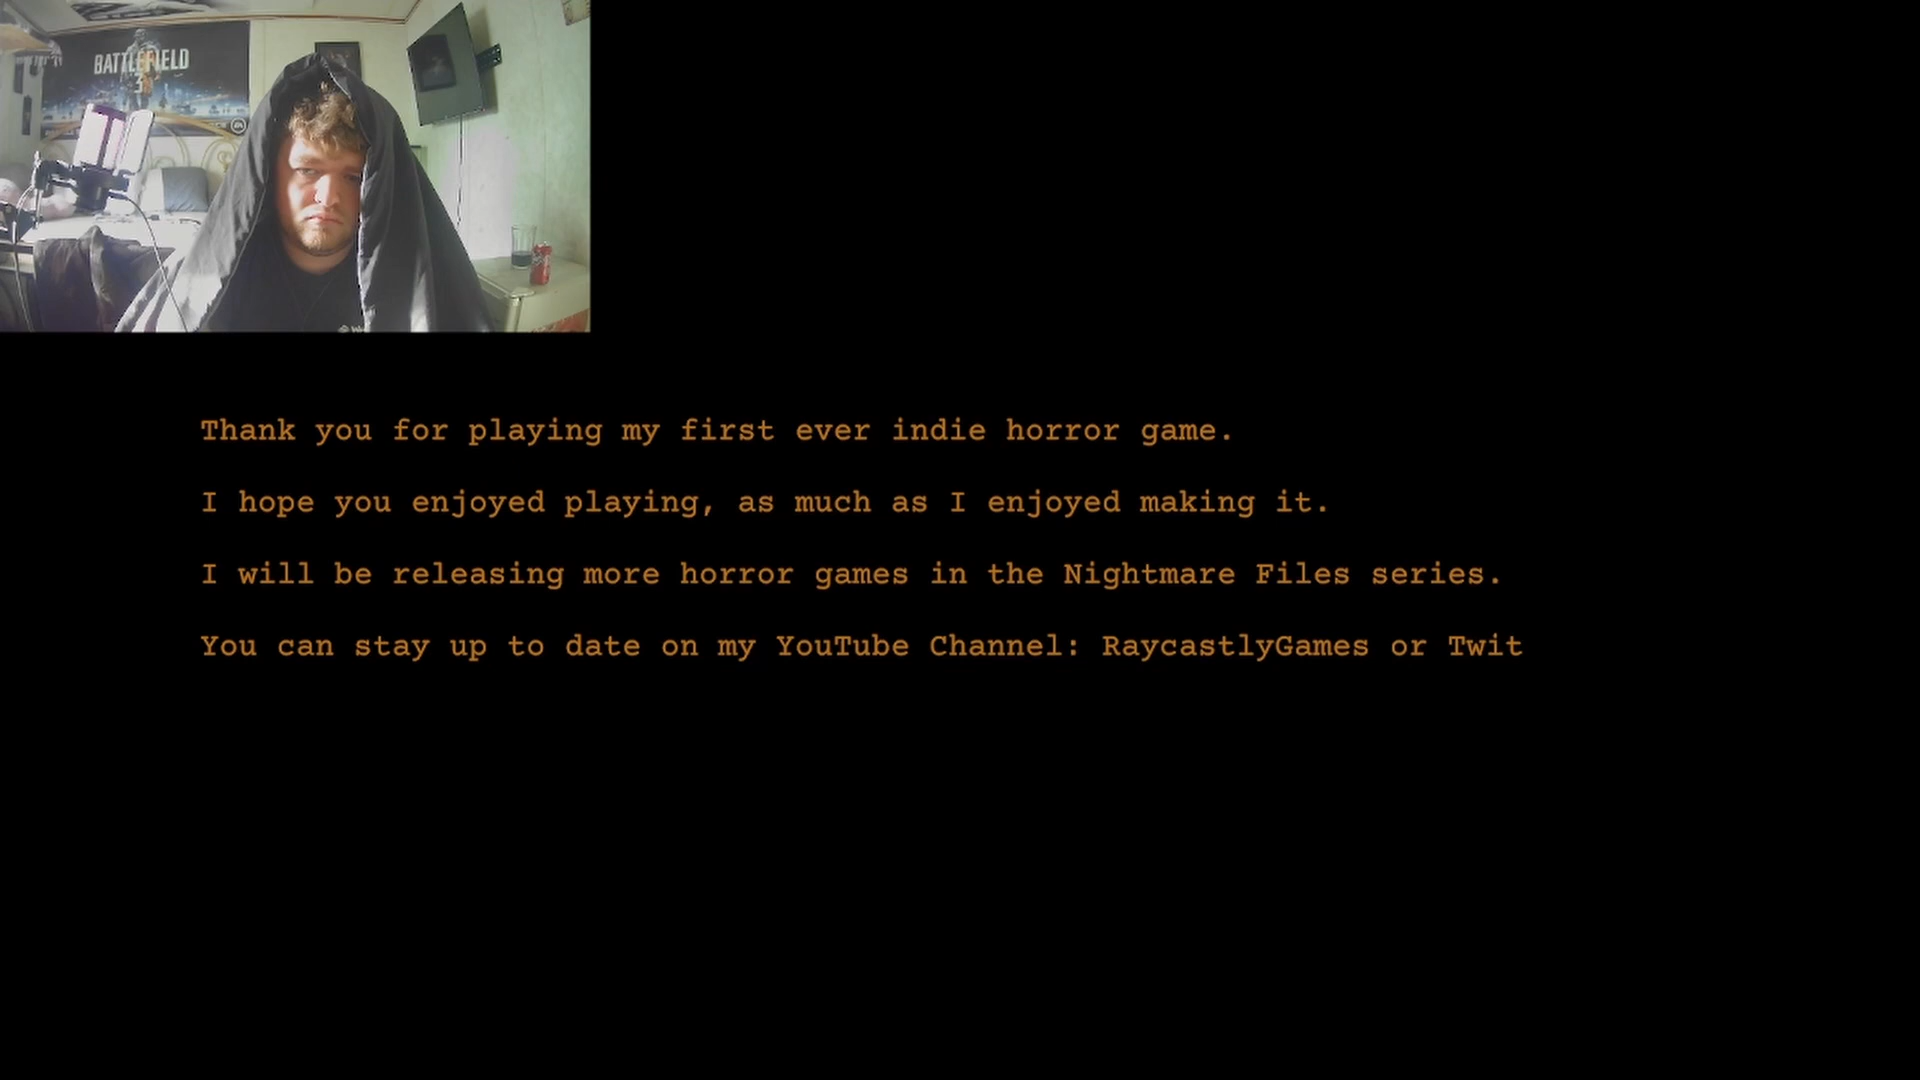 BATTLEFIELD
3
Thank you for playing my first ever indie horror game.
I hope you enjoyed playing, as much as I enjoyed making it.
I will be releasing more horror games in the Nightmare Files series.
You can stay up to date on my YouTube Channel: RaycastlyGames or Twit